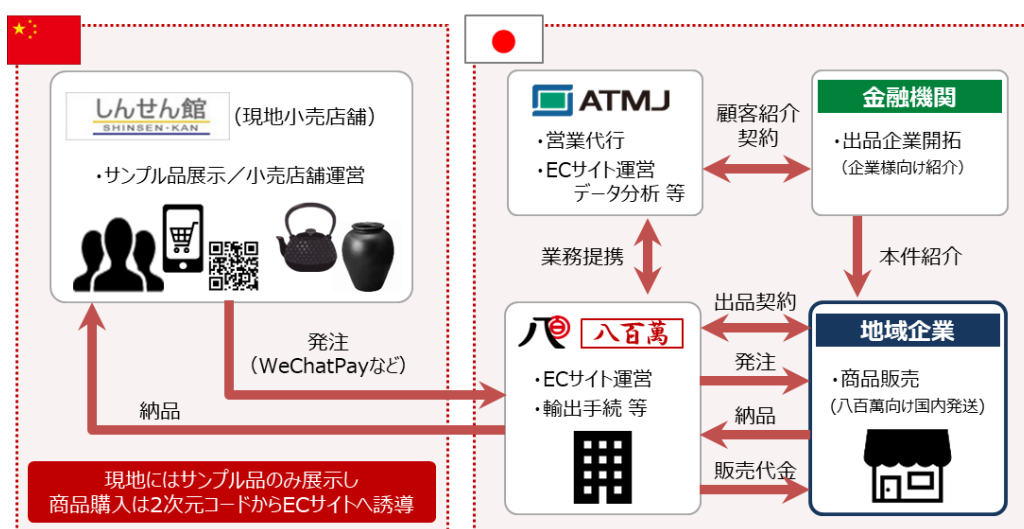 しんせん館
SHINSEN-KAN
(現地小売店舗)
・サンプル品展示／小売店舗運営
発注
(WeChatPayなど)
納品
現地にはサンプル品のみ展示し
商品購入は2次元コードからECサイトへ誘導
ATMJ
・営業代行
・ECサイト運営
データ分析 等
顧客紹介
契約
金融機関
・出品企業開拓
(企業様向け紹介)
業務提携
本件紹介
八百
八百萬
・ECサイト運営
・輸出手続 等
出品契約
発注
納品
販売代金
地域企業
・商品販売
(八百萬向け国内発送)